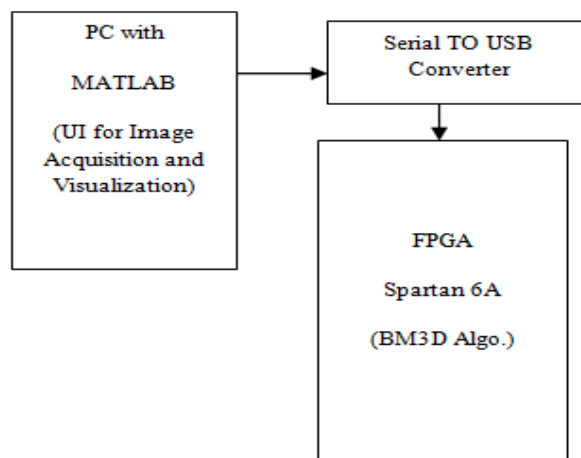 PC with
MATLAB
(UI for Image
Acquisition and
Visualization)
Serial TO USB
Converter
FPGA
Spartan 6A
(BM3D Algo.)